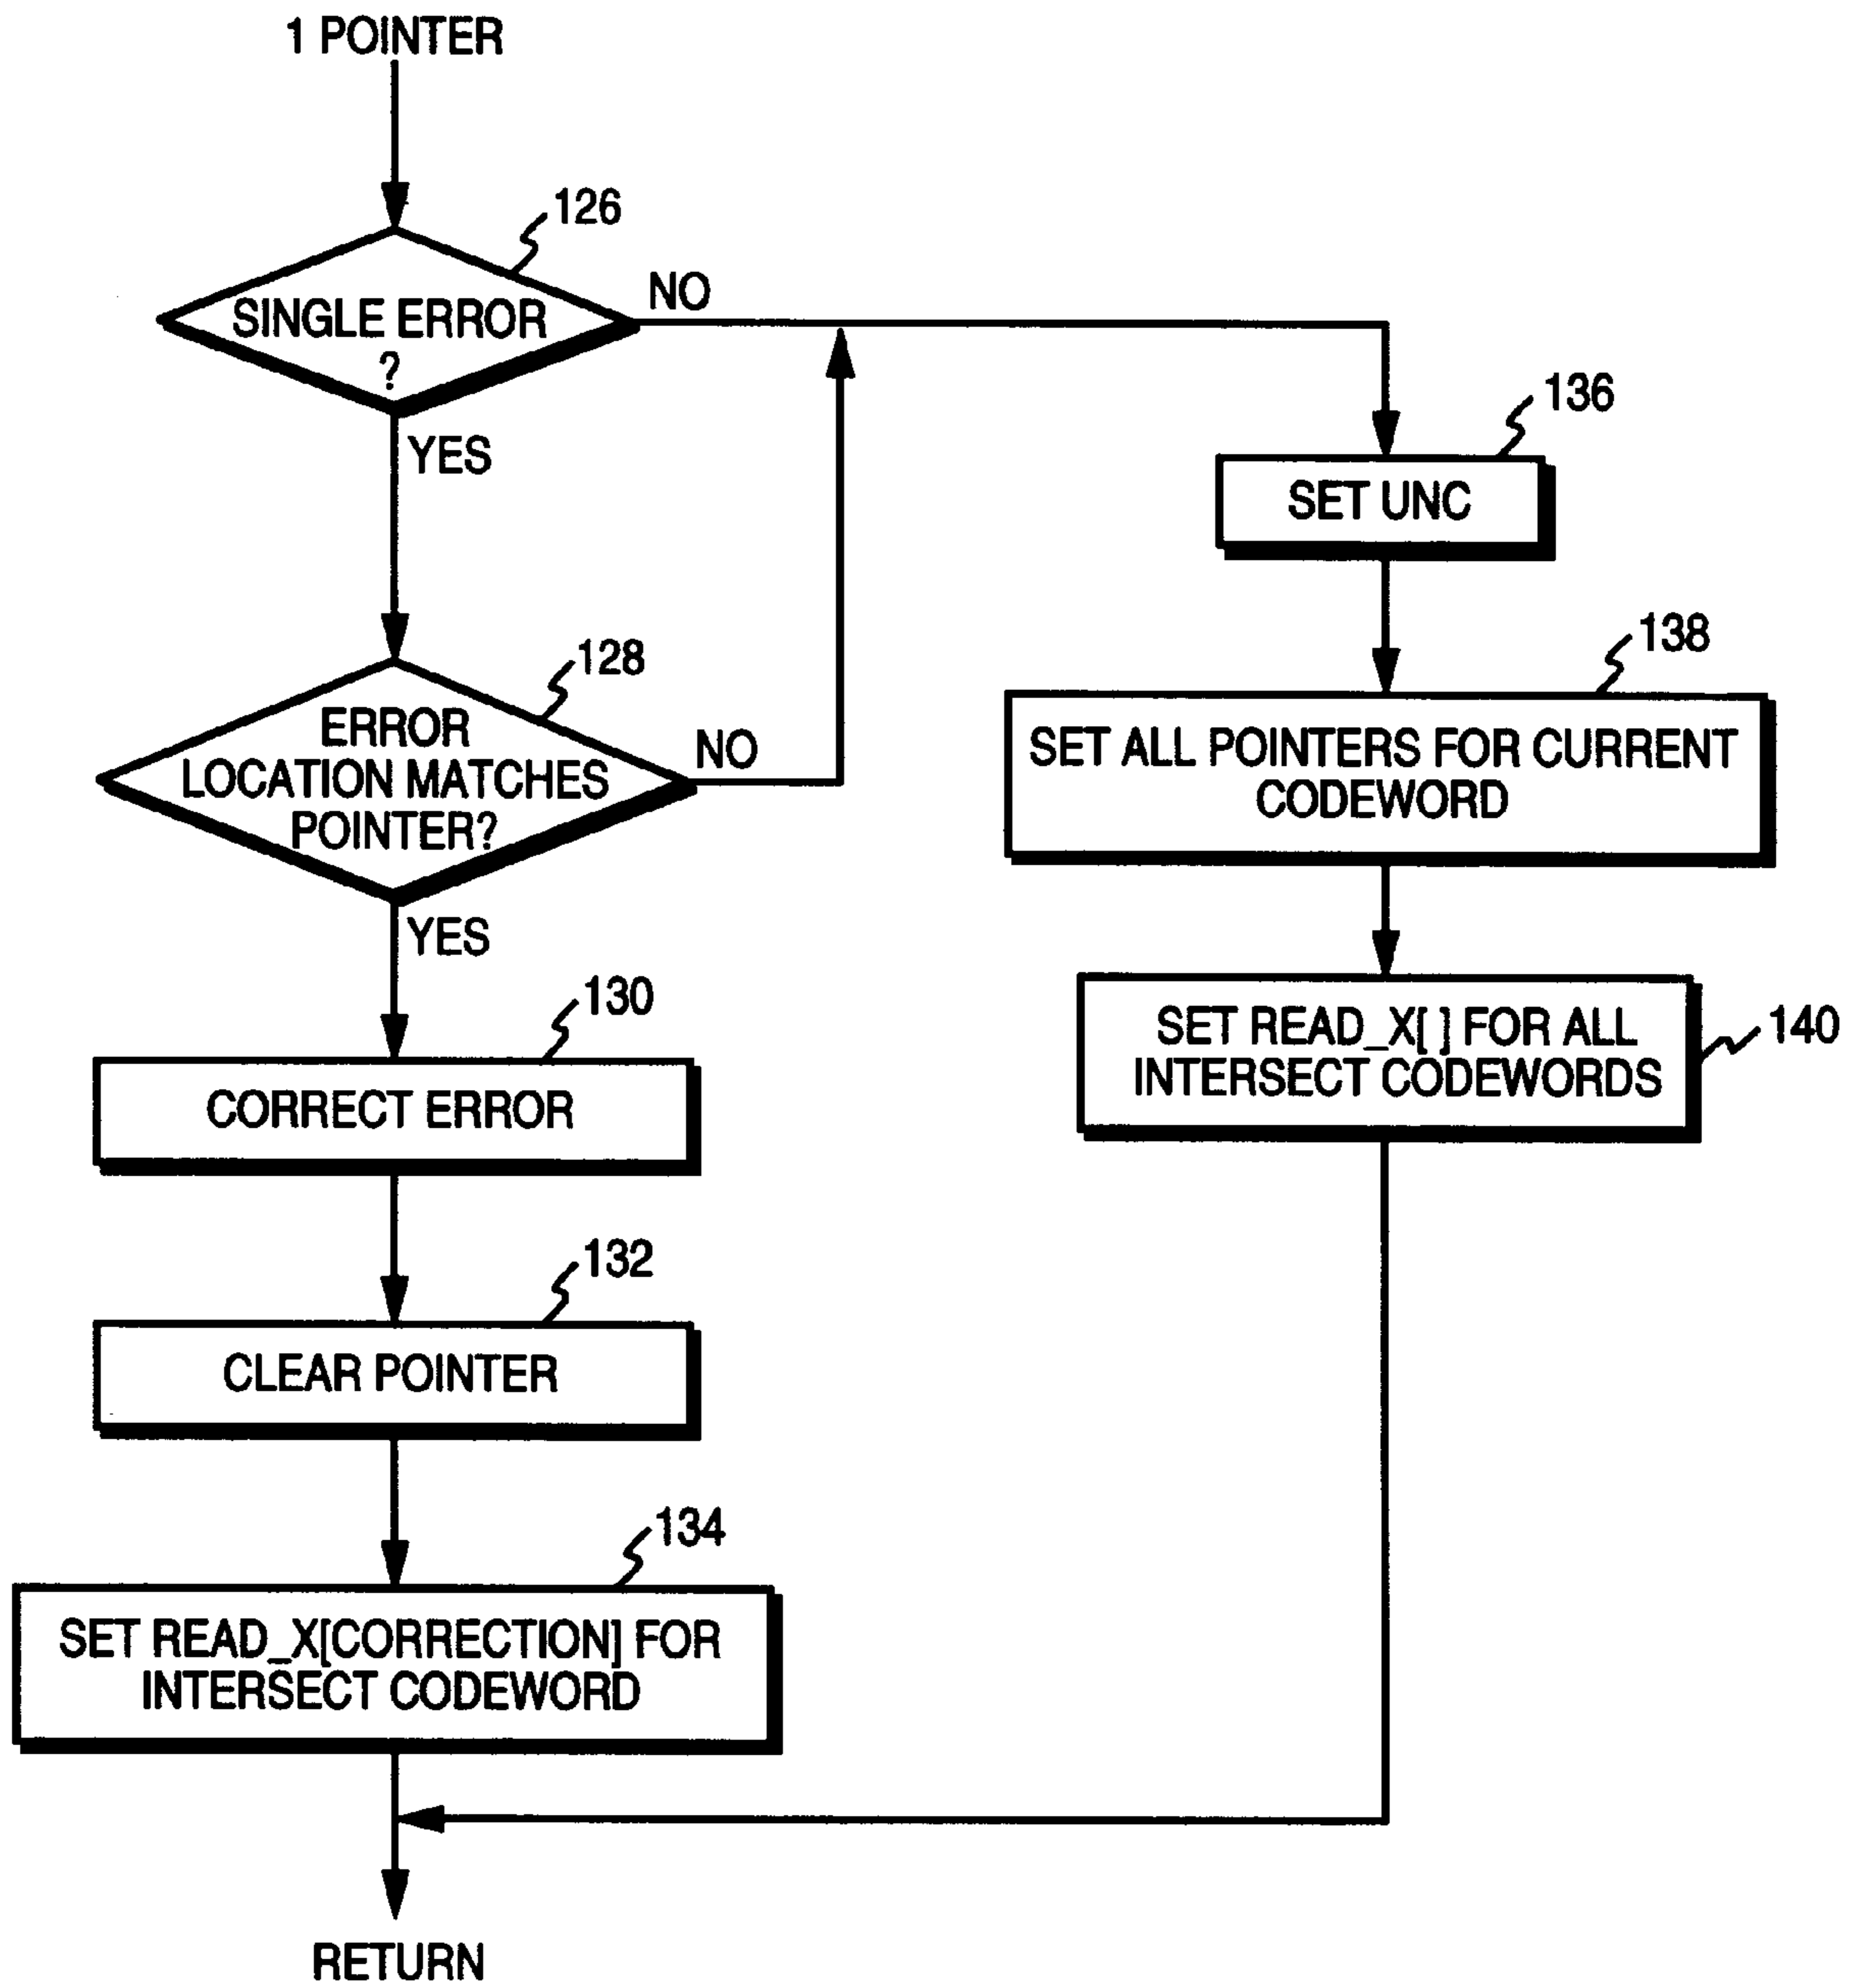 1 POINTER
126
SINGLE ERROR
?
NO
YES
136
SET UNC
128
ERROR
LOCATION MATCHES
POINTER?
NO
YES
138
SET ALL POINTERS FOR CURRENT
CODEWORD
130
CORRECT ERROR
SET READ_X[ ] FOR ALL
INTERSECT CODEWORDS
140
132
CLEAR POINTER
134
SET READ_X[CORRECTION] FOR
INTERSECT CODEWORD
RETURN